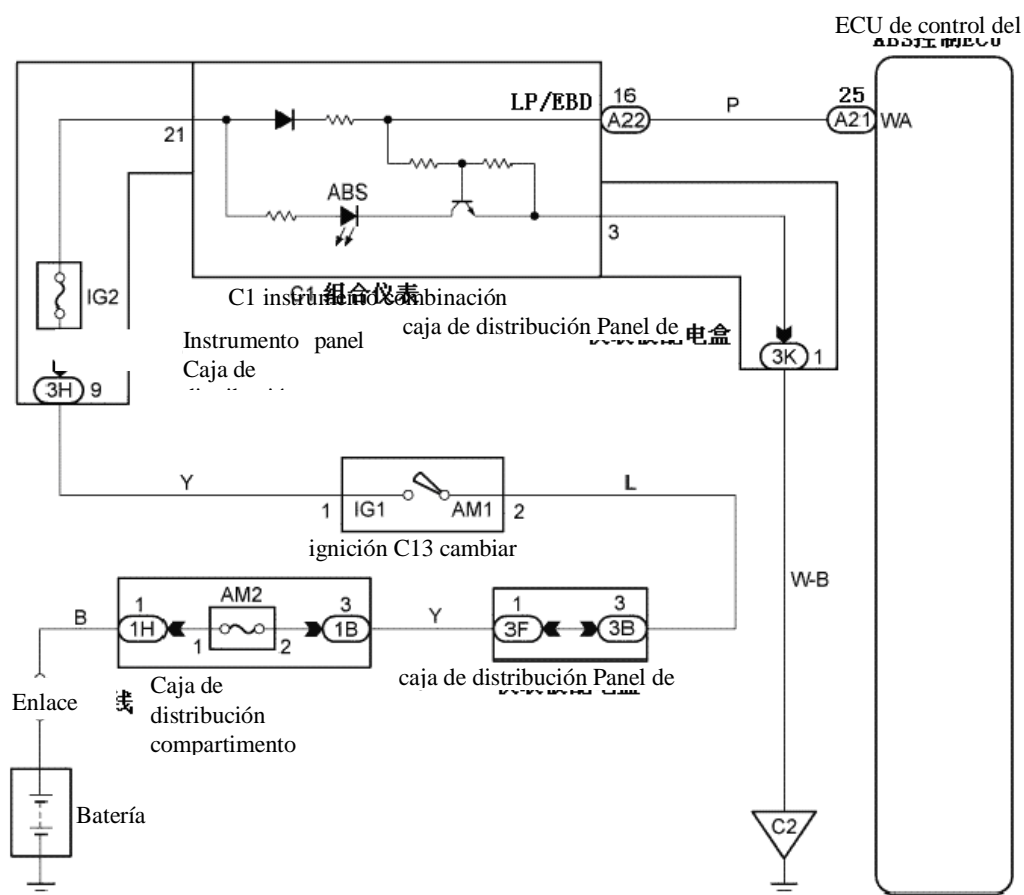 ECU de control del
LP/EBD
16
A22
P
25
A21
WA
21
ABS
3
IG2
C1 instrumento combinación
caja de distribución Panel de
电盒
Instrumento panel
Caja de
3H
9
3K
1
Y
L
1
IG1
AM1
2
ignición C13 cambiar
W-B
B
1
1H
AM2
1
2
3
1B
Y
1
3F
3
3B
caja de distribución Panel de
Enlace
线
Caja de
distribución
compartimento
Batería
C2